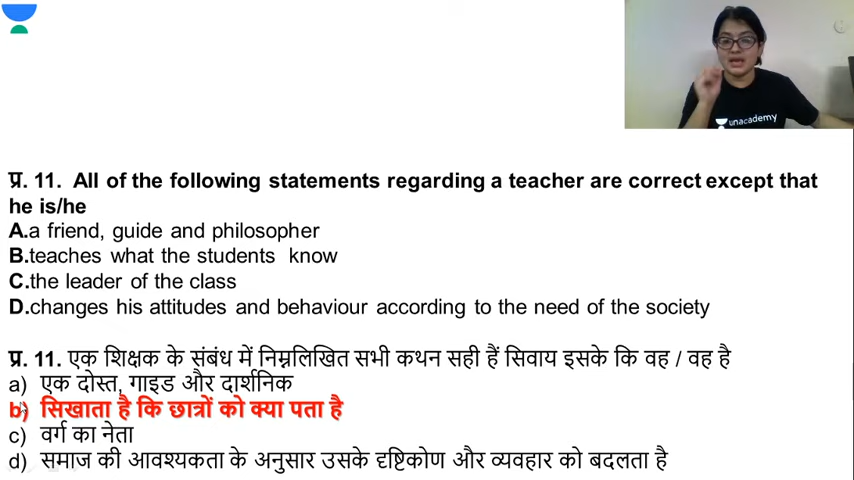 unacademy
प्र. 11. All of the following statements regarding a teacher are correct except that
he is/he
A.a friend, guide and philosopher
B.teaches what the students know
C.the leader of the class
D.changes his attitudes and behaviour according to the need of the society
प्र. 11. एक शिक्षक के संबंध में निम्नलिखित सभी कथन सही हैं सिवाय इसके कि वह / वह है
a) एक दोस्त, गाइड और दार्शनिक
b) सिखाता है कि छात्रों को क्या पता है
c) वर्ग का नेता
d) समाज की आवश्यकता के अनुसार उसके दृष्टिकोण और व्यवहार को बदलता है